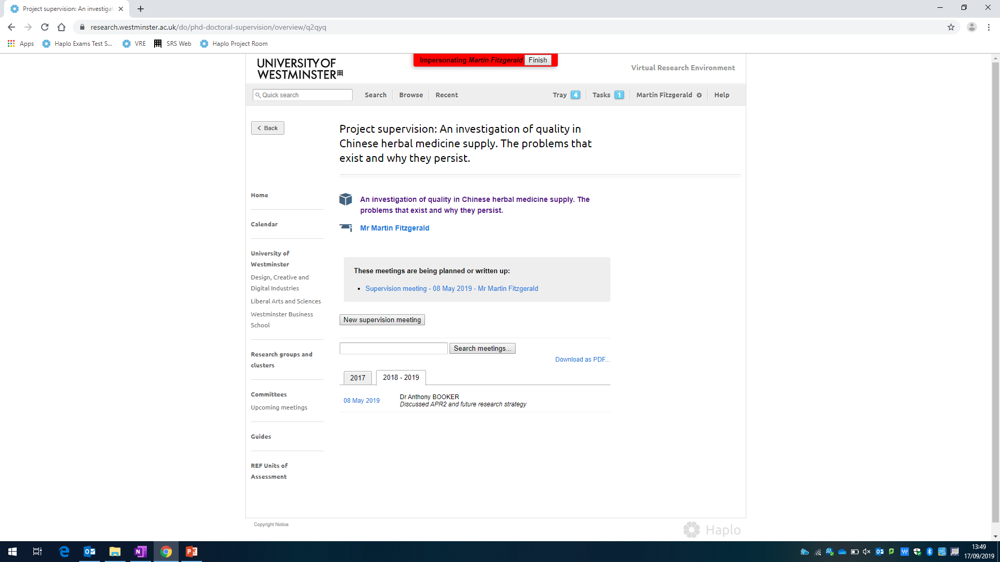 Project supervision: An investigat
research.westminster.ac.uk/do/phd-doctoral-supervision/overview/q2qyq
Apps
Haplo Exams Test S...
VRE
SRS Web
Haplo Project Room
UNIVERSITY OF
WESTMINSTER
Impersonating Martin Fitzgerald Finish
Virtual Research Environment
Quick search
Search
Browse
Recent
Tray 4
Tasks 1
Martin Fitzgerald
Help
Back
Project supervision: An investigation of quality in
Chinese herbal medicine supply. The problems that
exist and why they persist.
Home
Calendar
University of
Westminster
Design, Creative and
Digital Industries
Liberal Arts and Sciences
Westminster Business
School
Research groups and
clusters
Committees
Upcoming meetings
Guides
REF Units of
Assessment
An investigation of quality in Chinese herbal medicine supply. The
problems that exist and why they persist.
Mr Martin Fitzgerald
These meetings are being planned or written up:
Supervision meeting - 08 May 2019 - Mr Martin Fitzgerald
New supervision meeting
Search meetings...
Download as PDF...
2017
2018 - 2019
08 May 2019
Dr Anthony BOOKER
Discussed APR2 and future research strategy
Copyright Notice
Haplo
13:49
17/09/2019